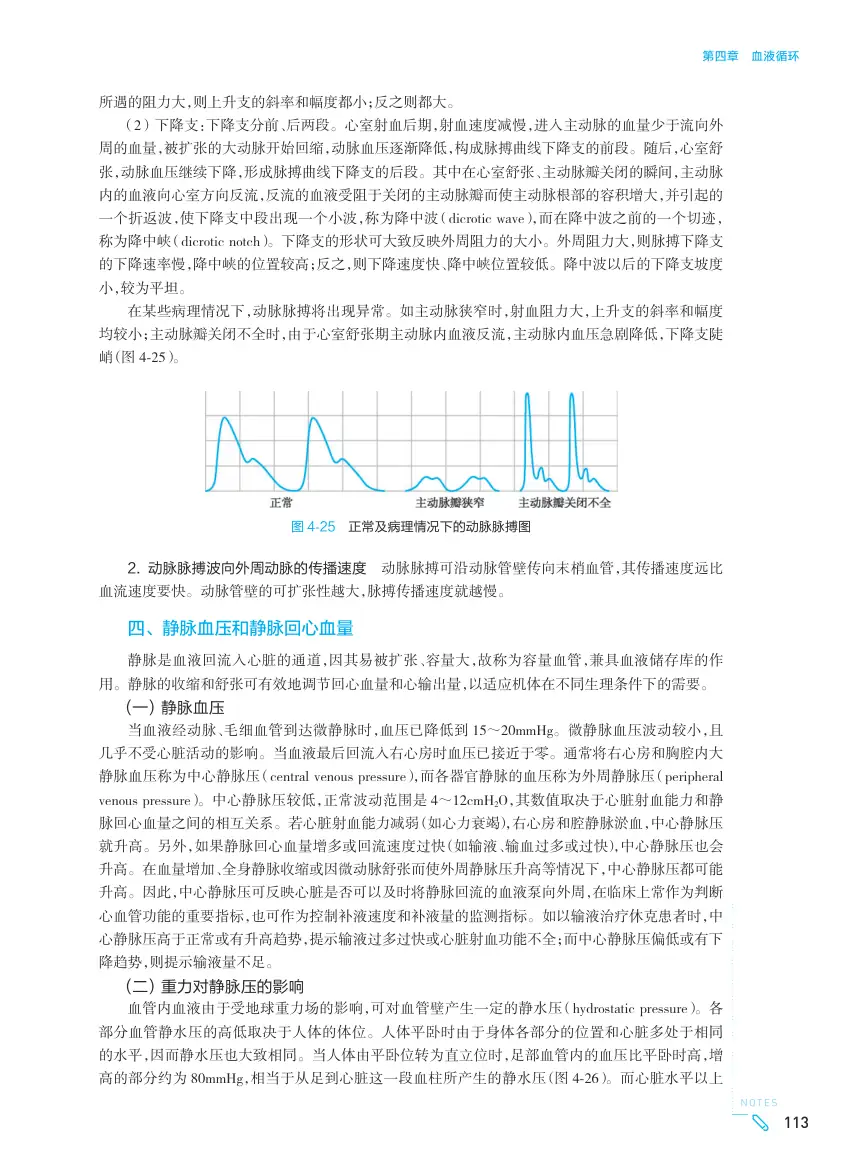 第四章　血液循环
所遇的阻力大,则上升支的斜率和幅度都小;反之则都大。
（2）下降支:下降支分前、后两段。心室射血后期,射血速度减慢,进入主动脉的血量少于流向外
周的血量,被扩张的大动脉开始回缩,动脉血压逐渐降低,构成脉搏曲线下降支的前段。随后,心室舒
张,动脉血压继续下降,形成脉搏曲线下降支的后段。其中在心室舒张、主动脉瓣关闭的瞬间,主动脉
内的血液向心室方向反流,反流的血液受阻于关闭的主动脉瓣而使主动脉根部的容积增大,并引起的
一个折返波,使下降支中段出现一个小波,称为降中波（dicrotic wave）,而在降中波之前的一个切迹,
称为降中峡（dicrotic notch）。下降支的形状可大致反映外周阻力的大小。外周阻力大,则脉搏下降支
的下降速率慢,降中峡的位置较高;反之,则下降速度快、降中峡位置较低。降中波以后的下降支坡度
小,较为平坦。
在某些病理情况下,动脉脉搏将出现异常。如主动脉狭窄时,射血阻力大,上升支的斜率和幅度
均较小;主动脉瓣关闭不全时,由于心室舒张期主动脉内血液反流,主动脉内血压急剧降低,下降支陡
峭（图 4-25）。
正常　主动脉瓣狭窄　主动脉瓣关闭不全
图 4-25　正常及病理情况下的动脉脉搏图
2. 动脉脉搏波向外周动脉的传播速度　动脉脉搏可沿动脉管壁传向末梢血管,其传播速度远比
血流速度要快。动脉管壁的可扩张性越大,脉搏传播速度就越慢。
四、静脉血压和静脉回心血量
静脉是血液回流入心脏的通道,因其易被扩张、容量大,故称为容量血管,兼具血液储存库的作
用。静脉的收缩和舒张可有效地调节回心血量和心输出量,以适应机体在不同生理条件下的需要。
（一）静脉血压
当血液经动脉、毛细血管到达微静脉时,血压已降低到 15～20mmHg。微静脉血压波动较小,且
几乎不受心脏活动的影响。当血液最后回流入右心房时血压已接近于零。通常将右心房和胸腔内大
静脉血压称为中心静脉压（central venous pressure）,而各器官静脉的血压称为外周静脉压（peripheral
venous pressure）。中心静脉压较低,正常波动范围是 4～12cmH₂O,其数值取决于心脏射血能力和静
脉回心血量之间的相互关系。若心脏射血能力减弱（如心力衰竭）,右心房和腔静脉淤血,中心静脉压
就升高。另外,如果静脉回心血量增多或回流速度过快（如输液、输血过多或过快）,中心静脉压也会
升高。在血量增加、全身静脉收缩或因微动脉舒张而使外周静脉压升高等情况下,中心静脉压都可能
升高。因此,中心静脉压可反映心脏是否可以及时将静脉回流的血液泵向外周,在临床上常作为判断
心血管功能的重要指标,也可作为控制补液速度和补液量的监测指标。如以输液治疗休克患者时,中
心静脉压高于正常或有升高趋势,提示输液过多过快或心脏射血功能不全;而中心静脉压偏低或有下
降趋势,则提示输液量不足。
（二）重力对静脉压的影响
血管内血液由于受地球重力场的影响,可对血管壁产生一定的静水压（hydrostatic pressure）。各
部分血管静水压的高低取决于人体的体位。人体平卧时由于身体各部分的位置和心脏多处于相同
的水平,因而静水压也大致相同。当人体由平卧位转为直立位时,足部血管内的血压比平卧时高,增
高的部分约为 80mmHg,相当于从足到心脏这一段血柱所产生的静水压（图 4-26）。而心脏水平以上
NOTES
113